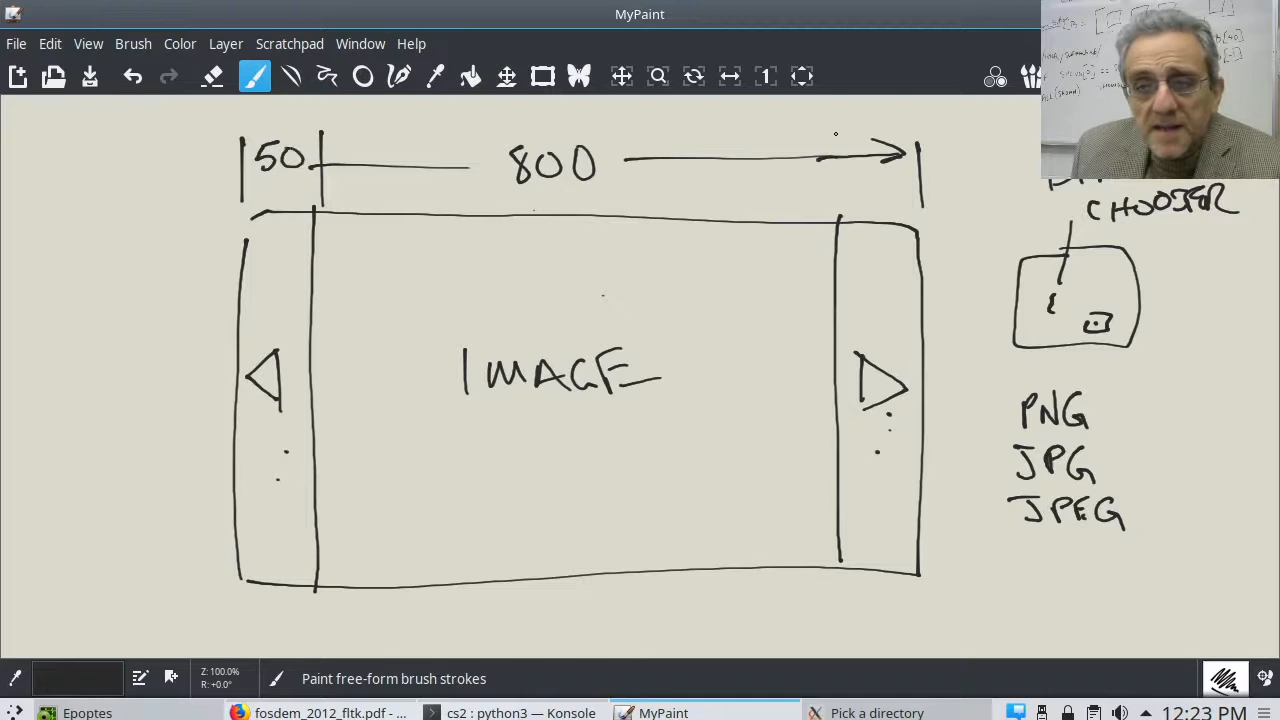 MyPaint
File Edit View Brush Color Layer Scratchpad Window Help
50 800
CHOOSER
IMAGE
PNG
JPG
JPEG
Z: 100.0%
R: +0.0°
Paint free-form brush strokes
Epoptes fosdem_2012_fltk.pdf - ... cs2 : python3 — Konsole MyPaint Pick a directory 12:23 PM